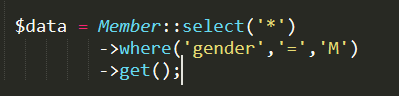 $data = Member::select('*')
->where('gender','=','M')
->get();